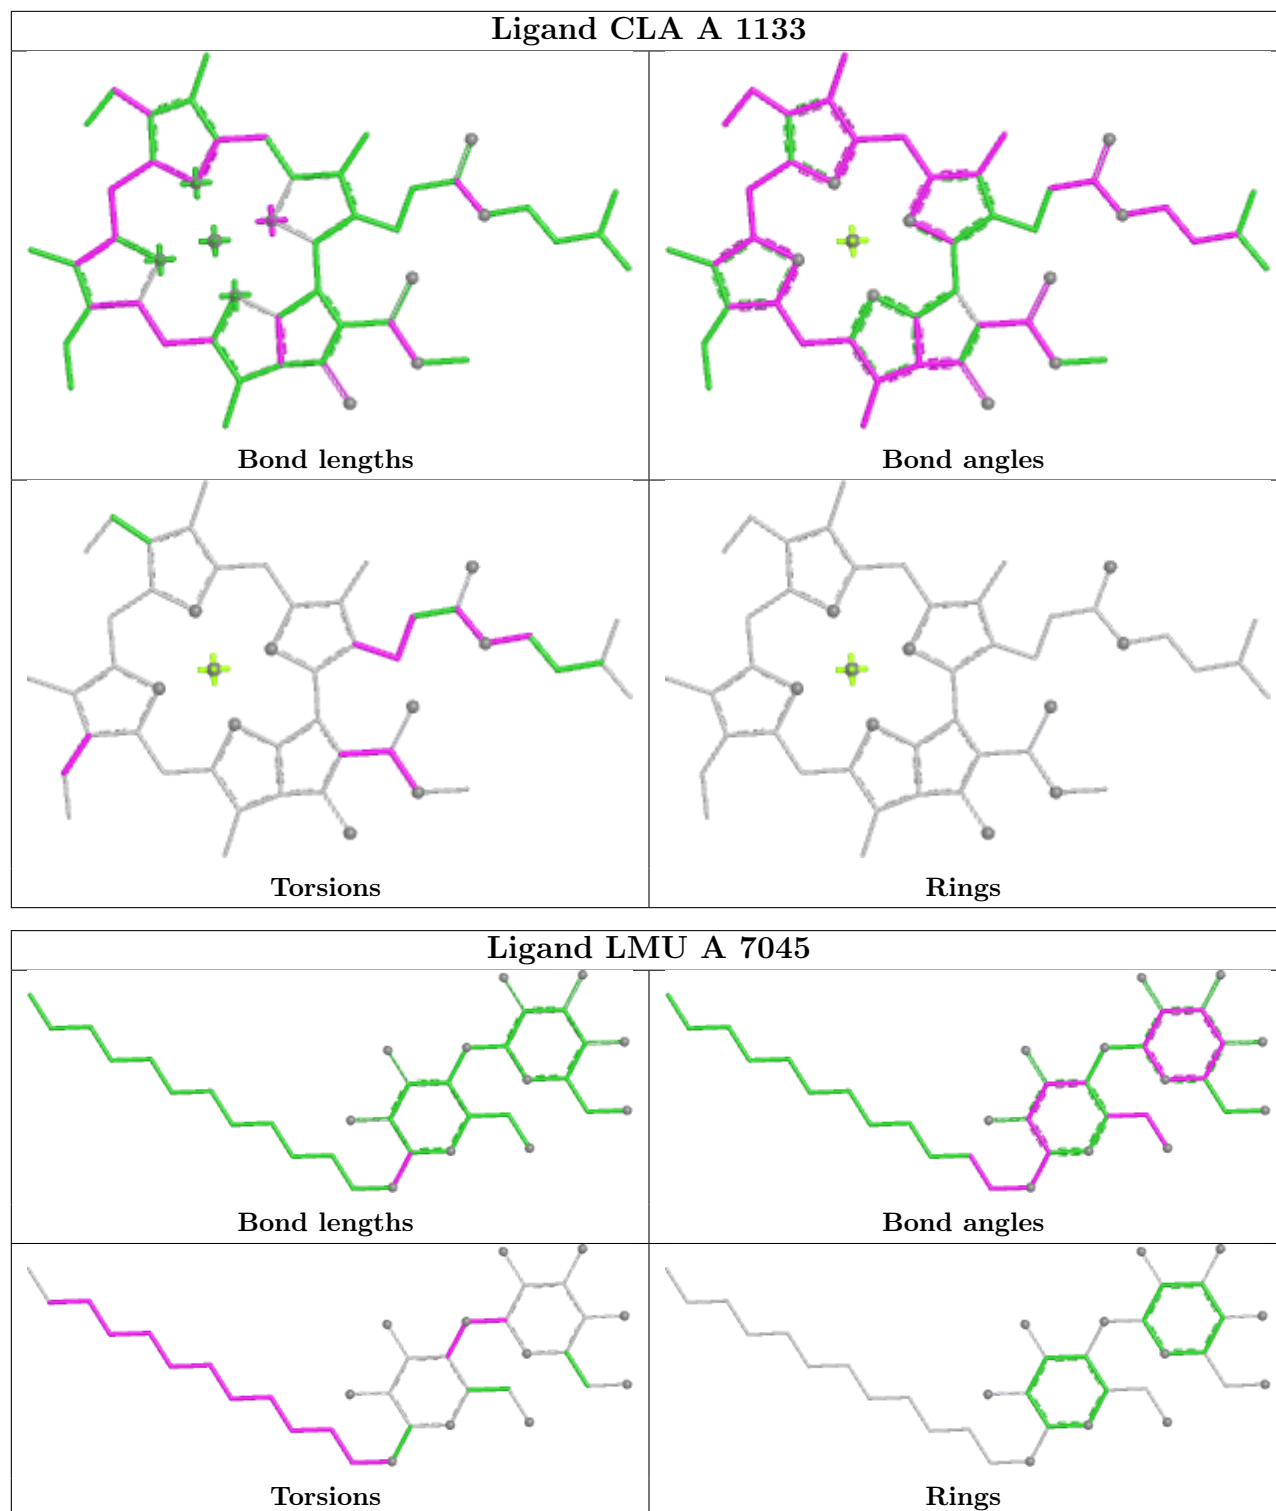 Ligand CLA A 1133
Bond lengths
Bond angles
Torsions
Rings
Ligand LMU A 7045
Bond lengths
Bond angles
Torsions
Rings